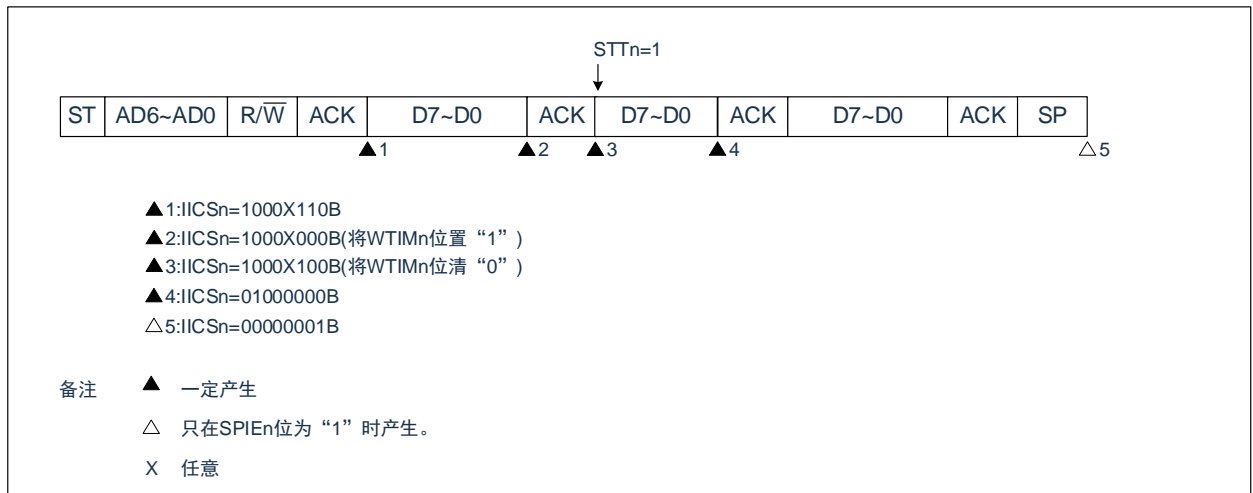 STTn=1
ST AD6~AD0 R/W̅ ACK D7~D0 ACK D7~D0 ACK D7~D0 ACK SP
▲1 ▲2 ▲3 ▲4 △5
▲1:IICSn=1000X110B
▲2:IICSn=1000X000B(将WTIMn位置“1”)
▲3:IICSn=1000X100B(将WTIMn位清“0”)
▲4:IICSn=01000000B
△5:IICSn=00000001B
备注 ▲ 一定产生
△ 只在SPIEn位为“1”时产生。
X 任意